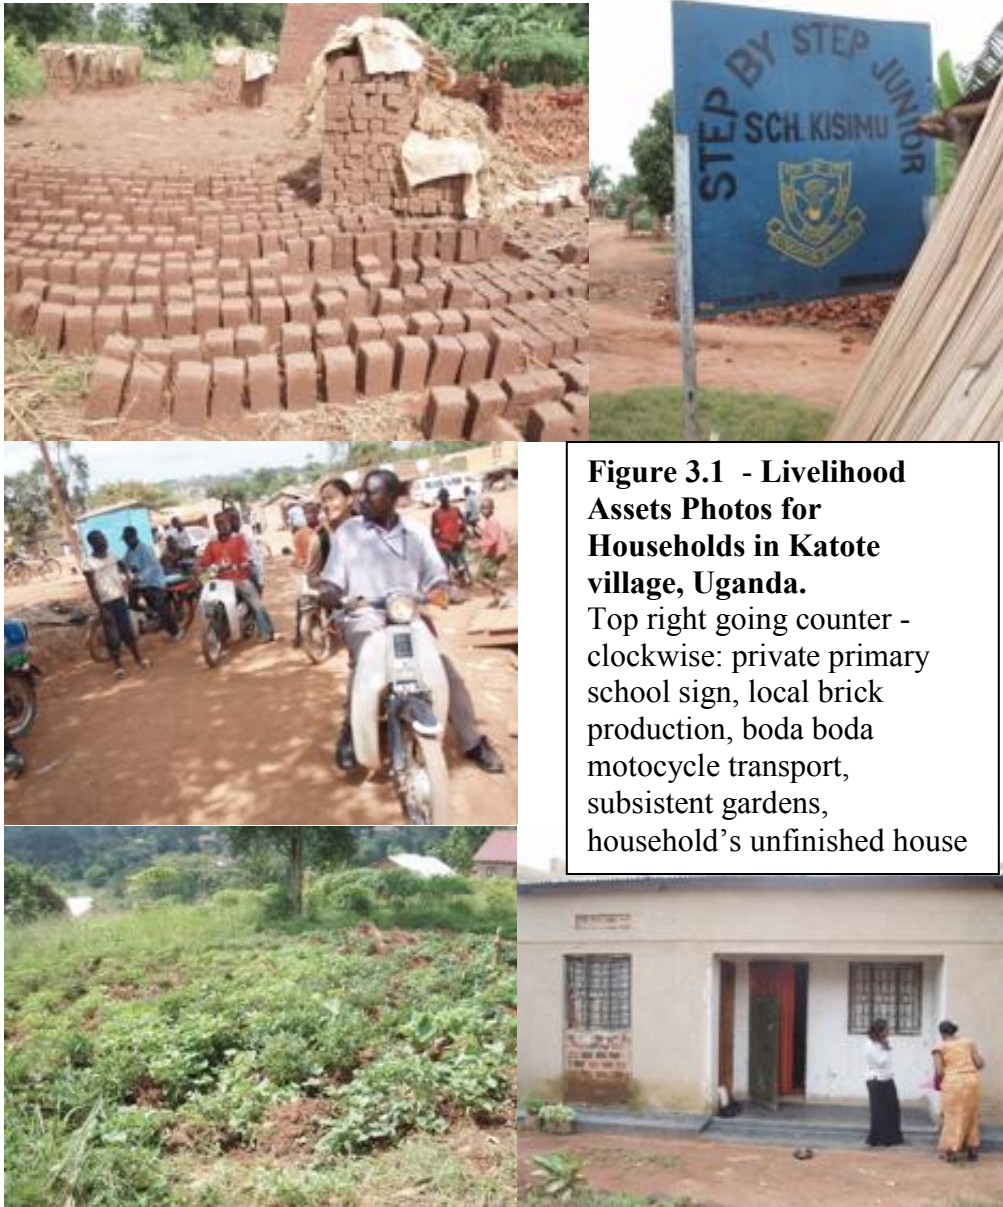 STEP BY STEP JUNIOR
SCH. KISIMU
Figure 3.1 - Livelihood
Assets Photos for
Households in Katote
village, Uganda.
Top right going counter -
clockwise: private primary
school sign, local brick
production, boda boda
motocycle transport,
subsistent gardens,
household’s unfinished house